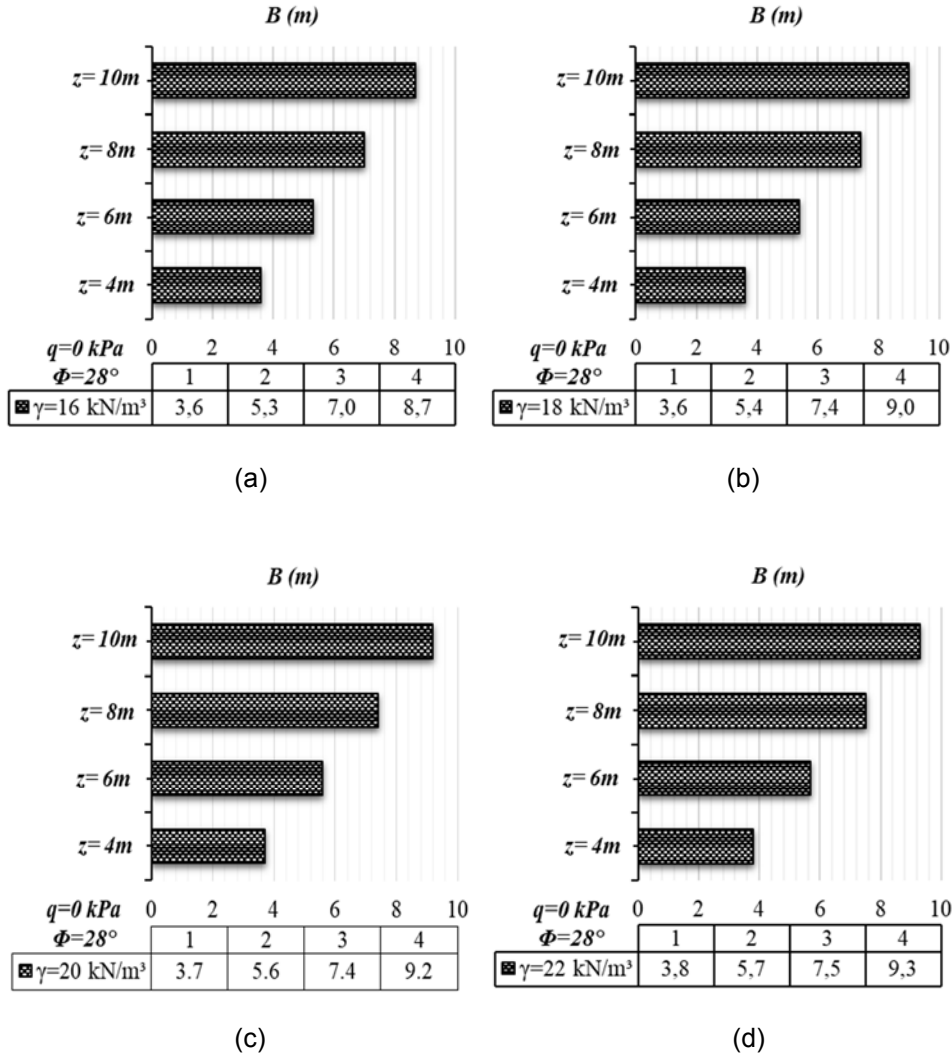 B (m)
z= 10m
z= 8m
z= 6m
z= 4m
q=0 kPa 0 2 4 6 8 10
Φ=28° 1 2 3 4
γ=16 kN/m³ 3,6 5,3 7,0 8,7
(a)
B (m)
z= 10m
z= 8m
z= 6m
z= 4m
q=0 kPa 0 2 4 6 8 10
Φ=28° 1 2 3 4
γ=18 kN/m³ 3,6 5,4 7,4 9,0
(b)
B (m)
z= 10m
z= 8m
z= 6m
z= 4m
q=0 kPa 0 2 4 6 8 10
Φ=28° 1 2 3 4
γ=20 kN/m³ 3.7 5.6 7.4 9.2
(c)
B (m)
z= 10m
z= 8m
z= 6m
z= 4m
q=0 kPa 0 2 4 6 8 10
Φ=28° 1 2 3 4
γ=22 kN/m³ 3,8 5,7 7,5 9,3
(d)